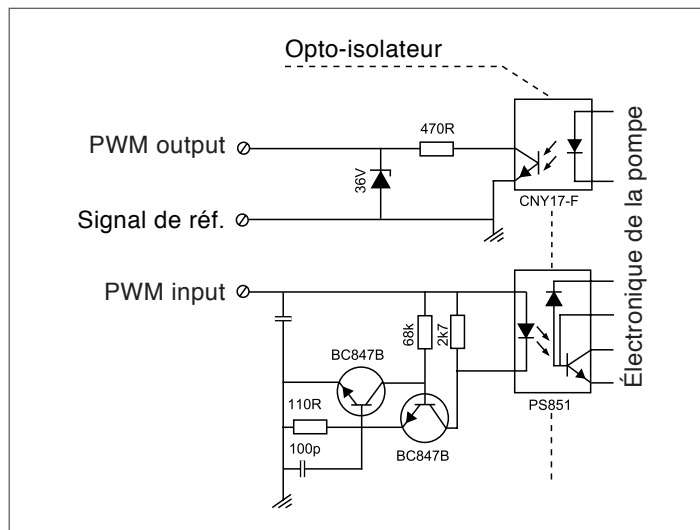 Opto-isolateur
470R
PWM output
36V
CNY17-F
Signal de réf.
Électronique de la pompe
PWM input
68k
2k7
BC847B
110R
PS851
100p
BC847B